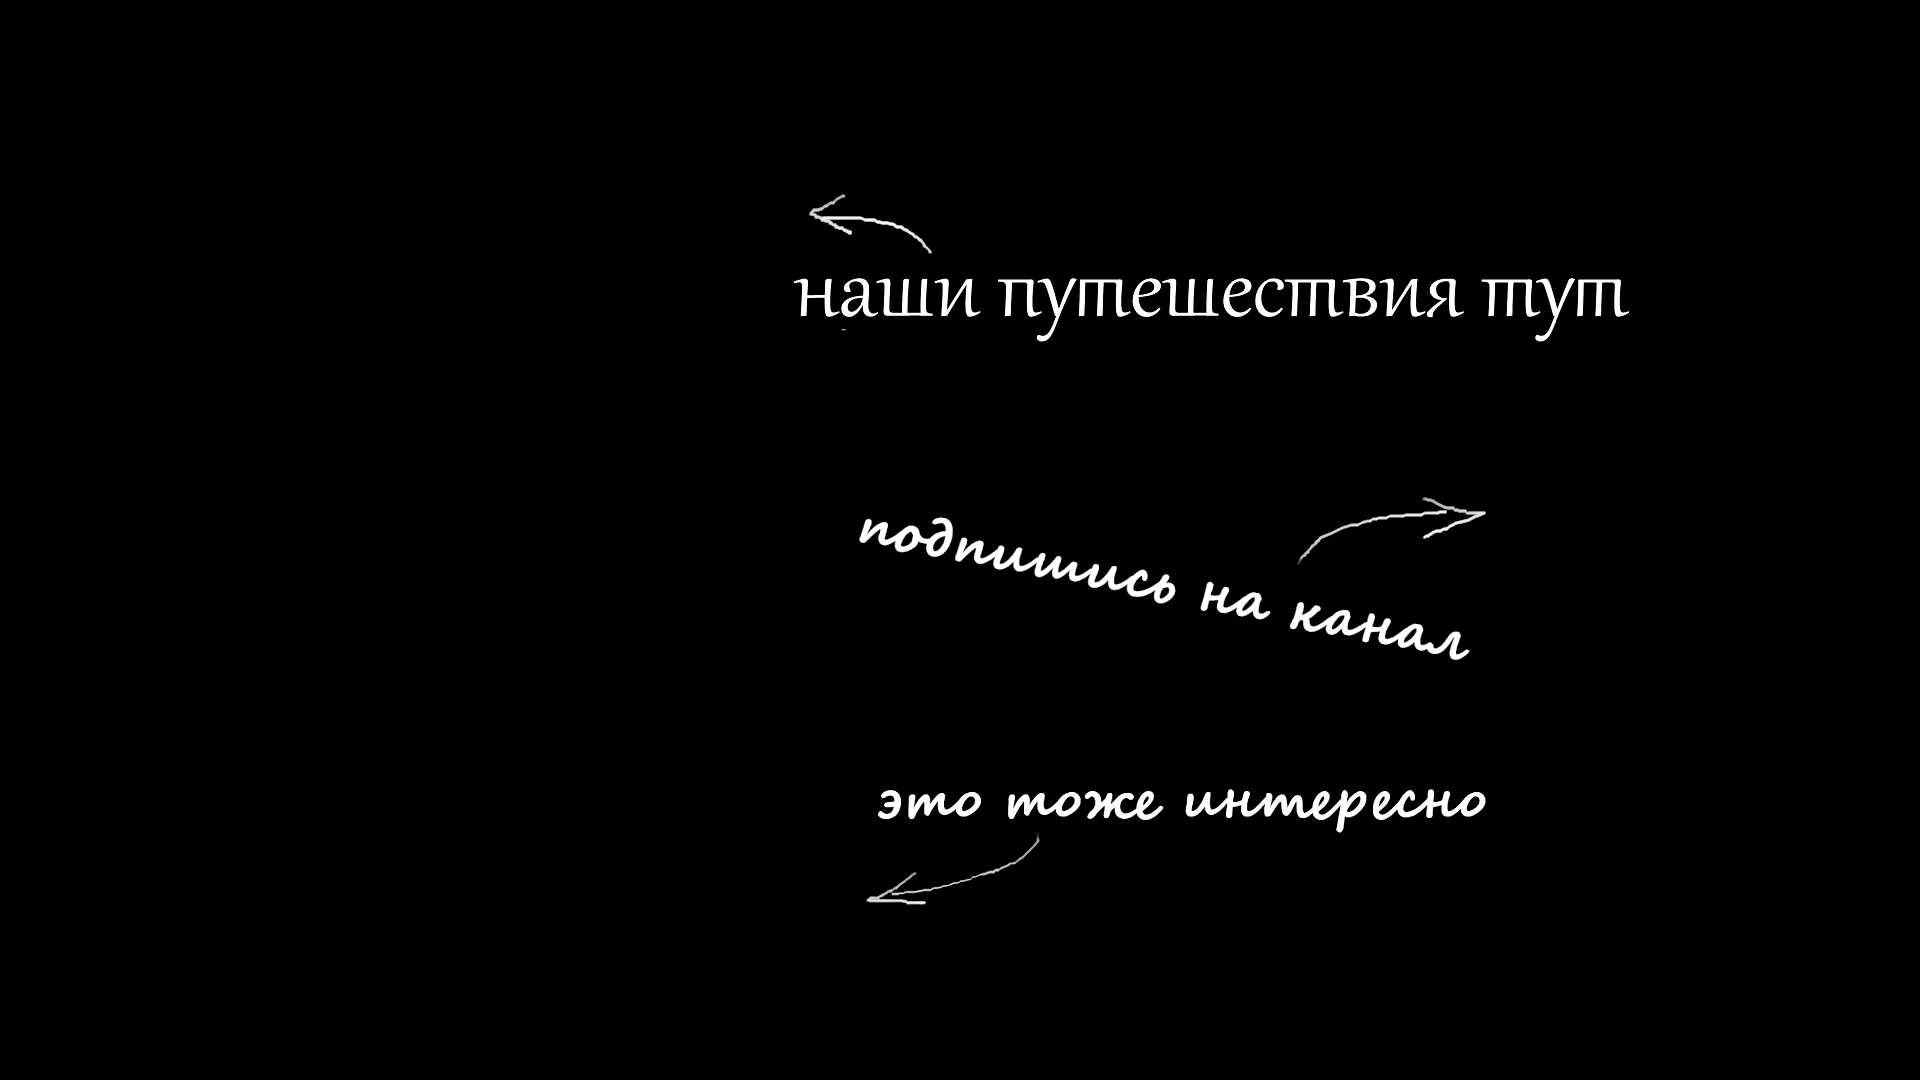 наши путешествия тут
подпишись на канал
это тоже интересно